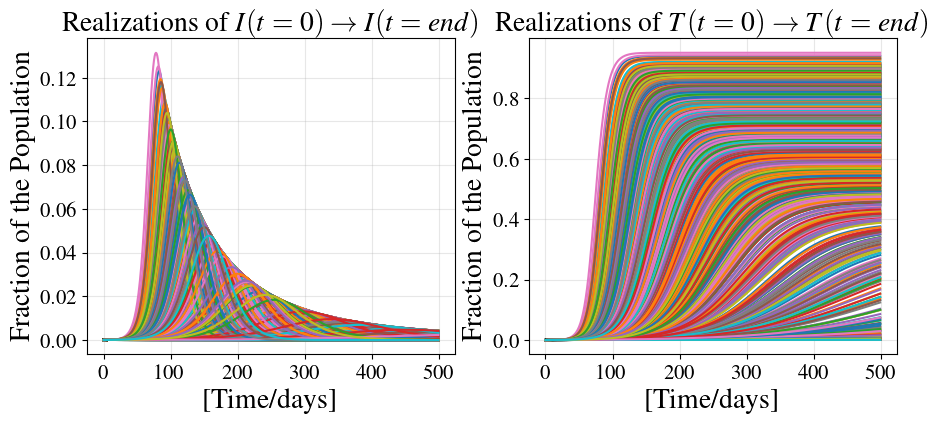 Realizations of I(t = 0) → I(t = end)
Fraction of the Population
0.12
0.10
0.08
0.06
0.04
0.02
0.00
0 100 200 300 400 500
[Time/days]
Realizations of T(t = 0) → T(t = end)
Fraction of the Population
0.8
0.6
0.4
0.2
0.0
0 100 200 300 400 500
[Time/days]